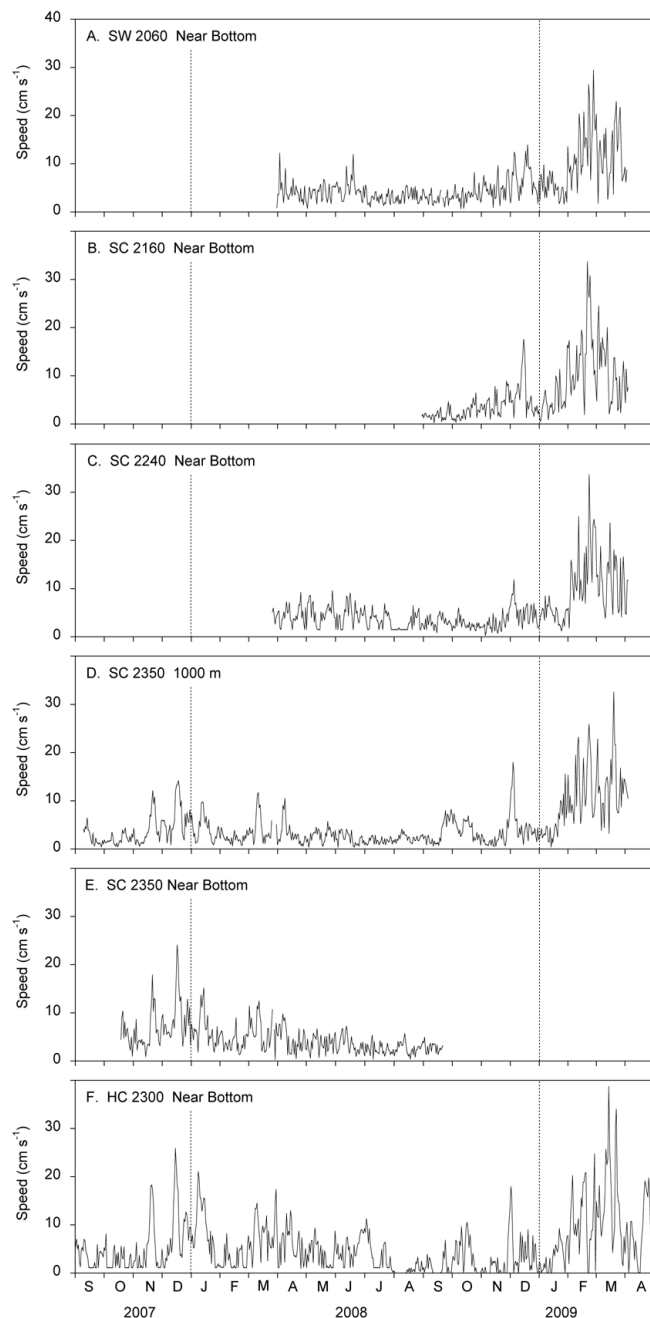 40
A. SW 2060 Near Bottom
30
Speed (cm s-1)
20
10
0
B. SC 2160 Near Bottom
30
Speed (cm s-1)
20
10
0
C. SC 2240 Near Bottom
30
Speed (cm s-1)
20
10
0
D. SC 2350 1000 m
30
Speed (cm s-1)
20
10
0
E. SC 2350 Near Bottom
30
Speed (cm s-1)
20
10
0
F. HC 2300 Near Bottom
30
Speed (cm s-1)
20
10
0
S O N D J F M A M J J A S O N D J F M A
2007 2008 2009